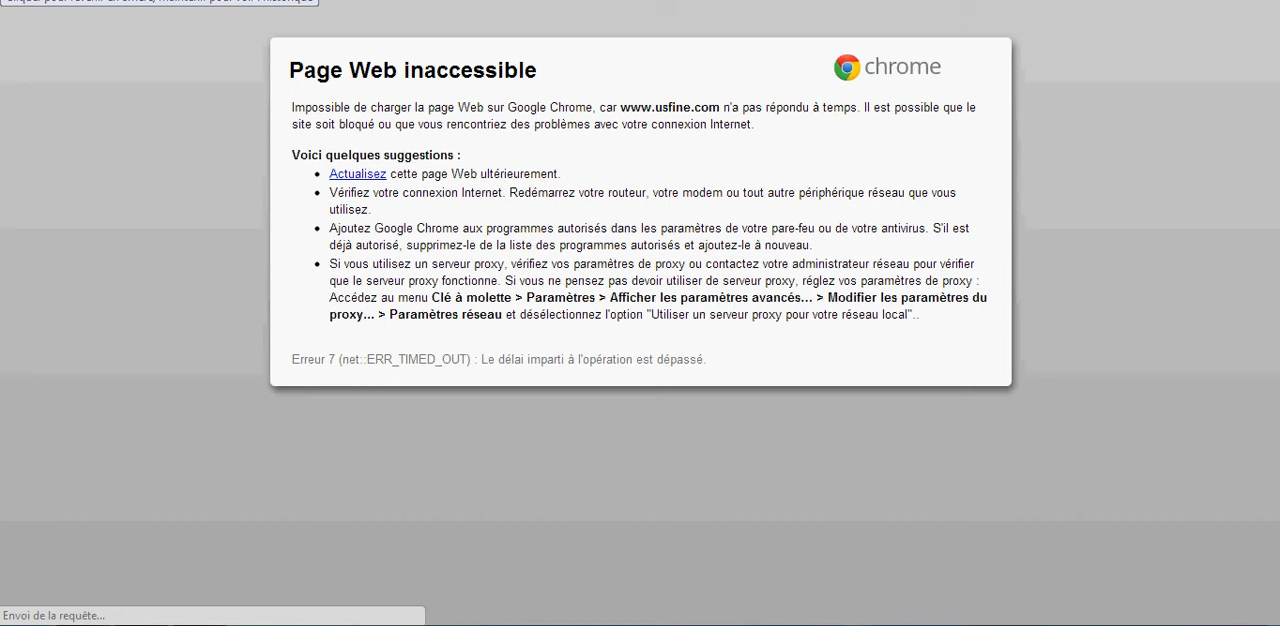 Page Web inaccessible
chrome
Impossible de charger la page Web sur Google Chrome, car www.usfine.com n'a pas répondu à temps. Il est possible que le
site soit bloqué ou que vous rencontriez des problèmes avec votre connexion Internet.
Voici quelques suggestions :
Actualisez cette page Web ultérieurement.
Vérifiez votre connexion Internet. Redémarrez votre routeur, votre modem ou tout autre périphérique réseau que vous
utilisez.
Ajoutez Google Chrome aux programmes autorisés dans les paramètres de votre pare-feu ou de votre antivirus. S'il est
déjà autorisé, supprimez-le de la liste des programmes autorisés et ajoutez-le à nouveau.
Si vous utilisez un serveur proxy, vérifiez vos paramètres de proxy ou contactez votre administrateur réseau pour vérifier
que le serveur proxy fonctionne. Si vous ne pensez pas devoir utiliser de serveur proxy, réglez vos paramètres de proxy :
Accédez au menu Clé à molette > Paramètres > Afficher les paramètres avancés... > Modifier les paramètres du
proxy... > Paramètres réseau et désélectionnez l'option "Utiliser un serveur proxy pour votre réseau local"..
Erreur 7 (net::ERR_TIMED_OUT) : Le délai imparti à l'opération est dépassé.
Envoi de la requête...